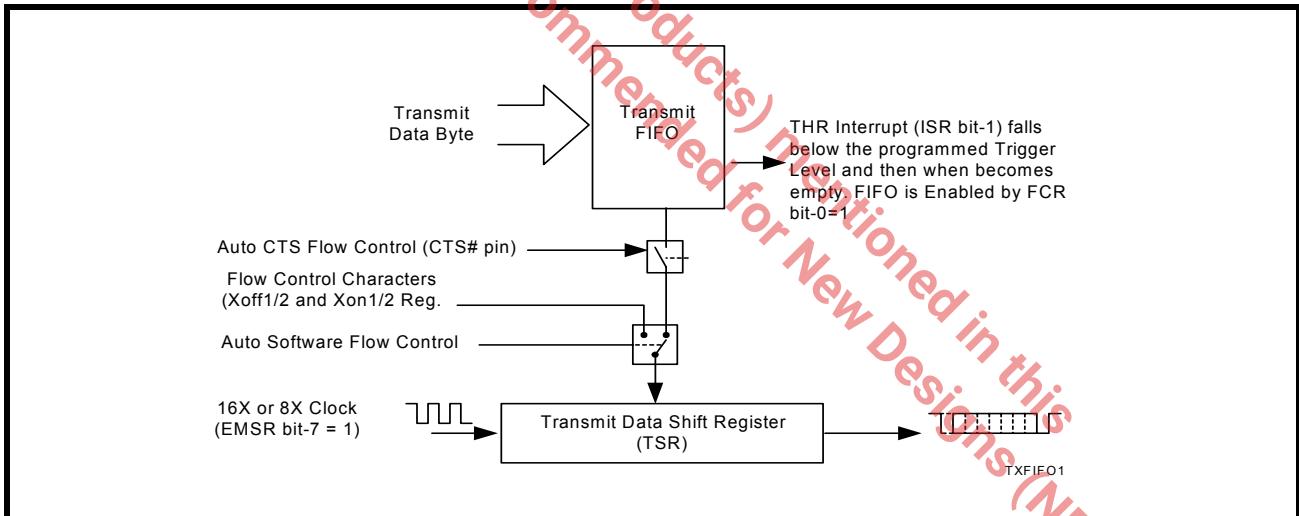 ommended for New Designs (N
oducts) mentioned in this
Transmit
Data Byte
Transmit
FIFO
THR Interrupt (ISR bit-1) falls
below the programmed Trigger
Level and then when becomes
empty. FIFO is Enabled by FCR
bit-0=1
Auto CTS Flow Control (CTS# pin)
Flow Control Characters
(Xoff1/2 and Xon1/2 Reg.
Auto Software Flow Control
16X or 8X Clock
(EMSR bit-7 = 1)
Transmit Data Shift Register
(TSR)
TXFIFO1